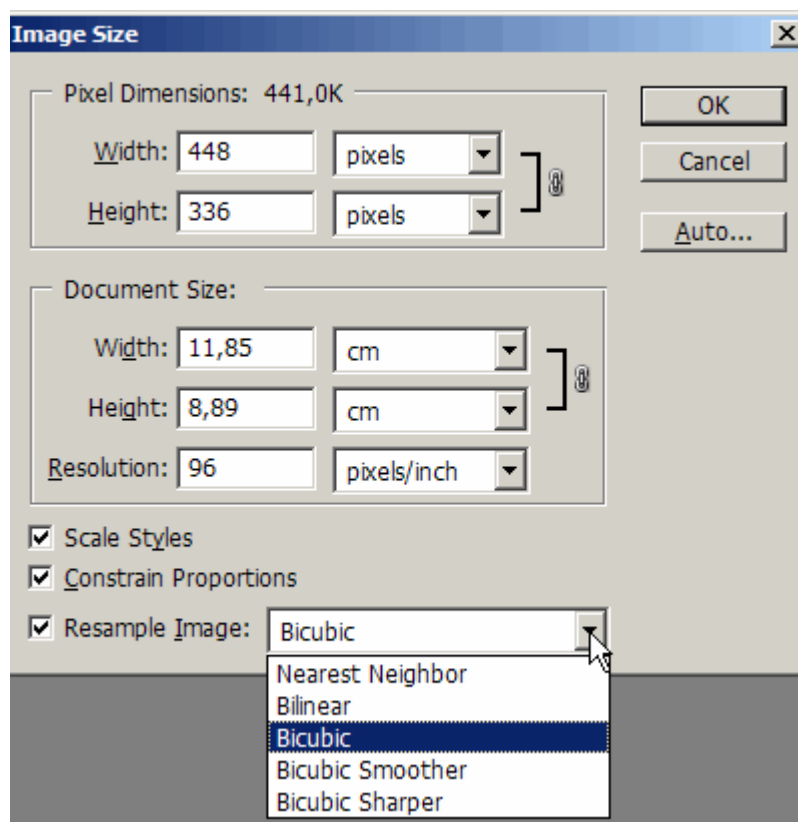 Image Size
Pixel Dimensions: 441,0K
Width: 448 pixels
Height: 336 pixels
OK
Cancel
Auto...
Document Size:
Width: 11,85 cm
Height: 8,89 cm
Resolution: 96 pixels/inch
Scale Styles
Constrain Proportions
Resample Image: Bicubic
Nearest Neighbor
Bilinear
Bicubic
Bicubic Smoother
Bicubic Sharper